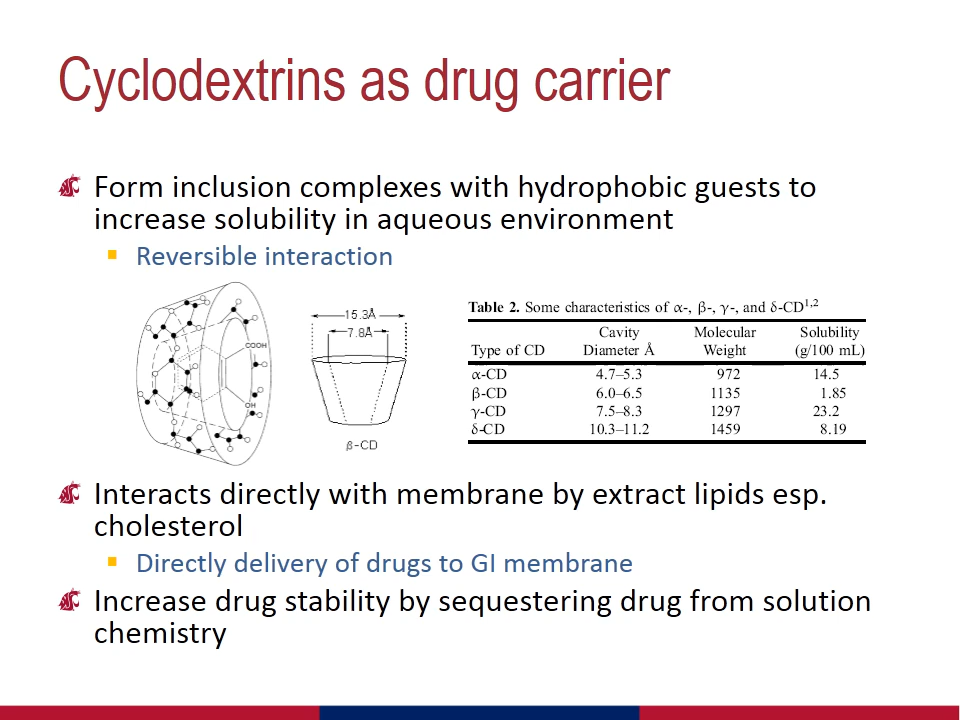 Cyclodextrins as drug carrier
Form inclusion complexes with hydrophobic guests to
increase solubility in aqueous environment
Reversible interaction
COOH
OH
15.3Å
7.8Å
β-CD
Table 2. Some characteristics of α-, β-, γ-, and δ-CD1,2
Cavity Molecular Solubility
Type of CD Diameter Å Weight (g/100 mL)
α-CD 4.7–5.3 972 14.5
β-CD 6.0–6.5 1135 1.85
γ-CD 7.5–8.3 1297 23.2
δ-CD 10.3–11.2 1459 8.19
Interacts directly with membrane by extract lipids esp.
cholesterol
Directly delivery of drugs to GI membrane
Increase drug stability by sequestering drug from solution
chemistry